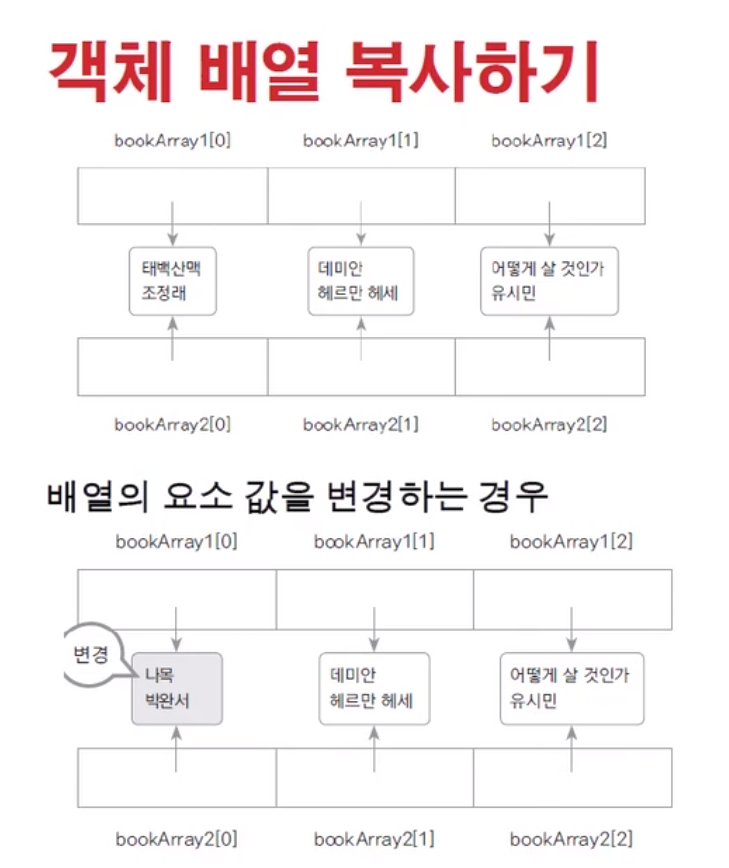 객체 배열 복사하기
bookArray1[0] bookArray1[1] bookArray1[2]
태백산맥
조정래
데미안
헤르만 헤세
어떻게 살 것인가
유시민
bookArray2[0] bookArray2[1] bookArray2[2]
배열의 요소 값을 변경하는 경우
bookArray1[0] bookArray1[1] bookArray1[2]
변경
나목
박완서
데미안
헤르만 헤세
어떻게 살 것인가
유시민
bookArray2[0] bookArray2[1] bookArray2[2]